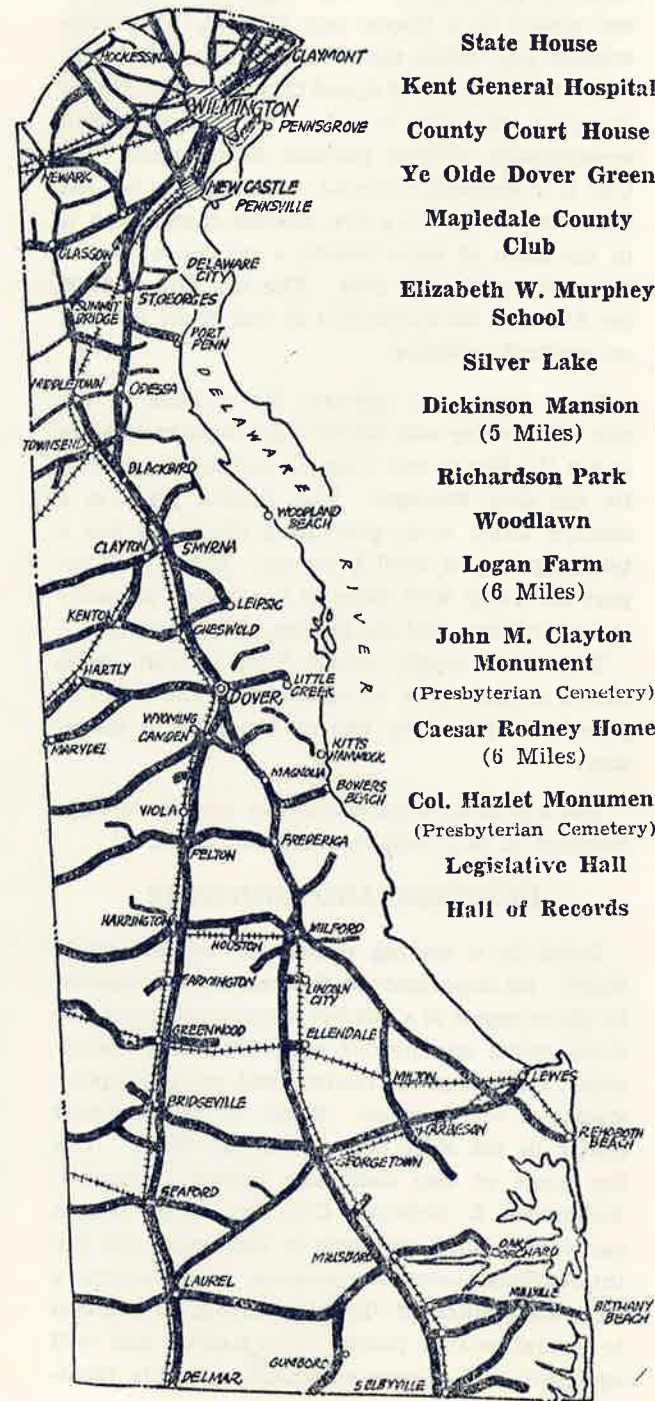 State House
Kent General Hospital
County Court House
Ye Olde Dover Green
Mapledale County
Club
Elizabeth W. Murphey
School
Silver Lake
Dickinson Mansion
(5 Miles)
Richardson Park
Woodlawn
Logan Farm
(6 Miles)
John M. Clayton
Monument
(Presbyterian Cemetery)
Caesar Rodney Home
(6 Miles)
Col. Hazlet Monumen
(Presbyterian Cemetery)
Legislative Hall
Hall of Records
HOCKESSIN
CLAYMONT
WILMINGTON
PENNSGROVE
NEWARK
NEW CASTLE
PENNSVILLE
GLASSON
DELAWARE
CITY
ST.GEORGES
SUMMIT
BRIDGE
PORT
PENN
MIDDLETOWN
ODESSA
DELAWARE
RIVER
TOWNSEND
BLACKBIRD
WOODLAND
BEACH
CLAYTON
SMYRNA
LEIPSIC
KENTON
CHESWOLD
HARTLY
LITTLE
CREEK
DOVER
WYOMING
CAMDEN
MARYDEL
KITTS
HAMMOCK
MAGNOLIA
BOWERS
BEACH
VIOLA
FELTON
FREDERICA
HARRINGTON
HOUSTON
MILFORD
FARMINGTON
LINCOLN
CITY
GREENWOOD
ELLENDALE
MILTON
LEWES
BRIDGEVILLE
HARBESON
REHOBOTH
BEACH
GEORGETOWN
SEAFORD
MILLSBORO
OAK
ORCHARD
LAUREL
MILLVILLE
BETHANY
BEACH
GUMBORO
DELMAR
SELBYVILLE